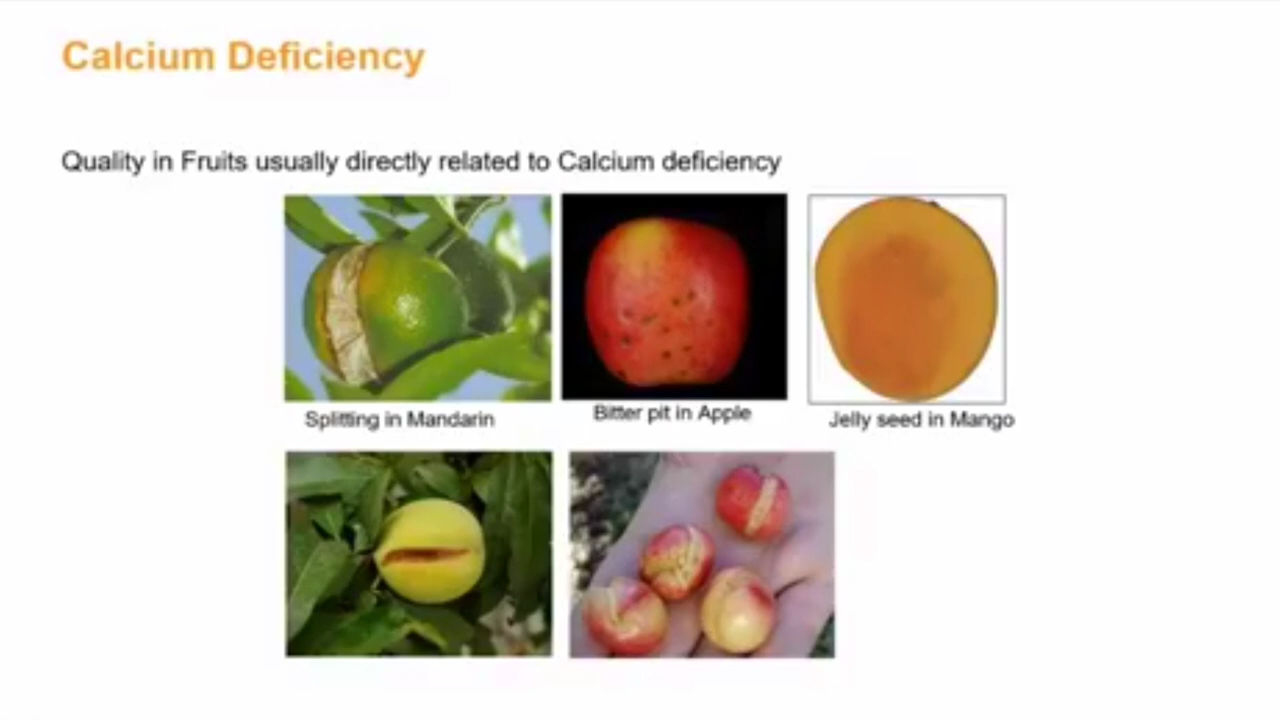 Calcium Deficiency
Quality in Fruits usually directly related to Calcium deficiency
Splitting in Mandarin
Bitter pit in Apple
Jelly seed in Mango